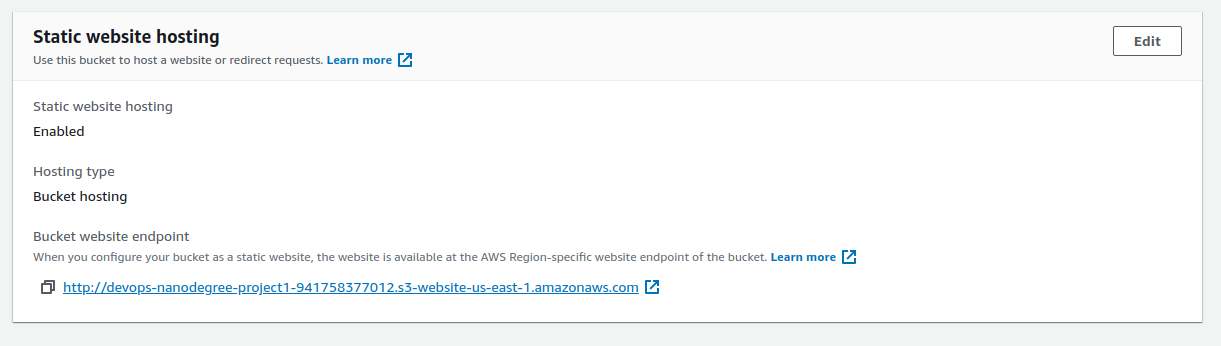 Static website hosting
Edit
Use this bucket to host a website or redirect requests. Learn more
Static website hosting
Enabled
Hosting type
Bucket hosting
Bucket website endpoint
When you configure your bucket as a static website, the website is available at the AWS Region-specific website endpoint of the bucket. Learn more
http://devops-nanodegree-project1-941758377012.s3-website-us-east-1.amazonaws.com